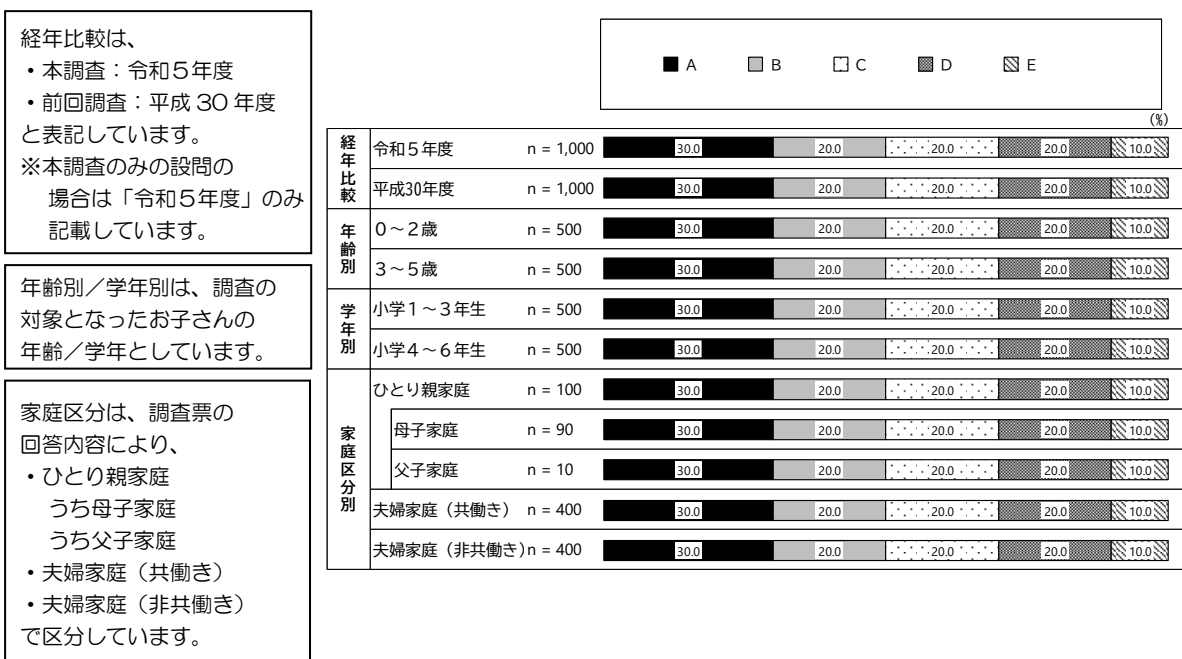 経年比較は、
・本調査：令和５年度
・前回調査：平成 30 年度
と表記しています。
※本調査のみの設問の
場合は「令和５年度」のみ
記載しています。
年齢別／学年別は、調査の
対象となったお子さんの
年齢／学年としています。
家庭区分は、調査票の
回答内容により、
・ひとり親家庭
うち母子家庭
うち父子家庭
・夫婦家庭（共働き）
・夫婦家庭（非共働き）
で区分しています。
A B C D E
(%)
経年比較
令和５年度 n = 1,000 30.0 20.0 20.0 20.0 10.0
平成30年度 n = 1,000 30.0 20.0 20.0 20.0 10.0
年齢別
０～２歳 n = 500 30.0 20.0 20.0 20.0 10.0
３～５歳 n = 500 30.0 20.0 20.0 20.0 10.0
学年別
小学１～３年生 n = 500 30.0 20.0 20.0 20.0 10.0
小学４～６年生 n = 500 30.0 20.0 20.0 20.0 10.0
家庭区分別
ひとり親家庭 n = 100 30.0 20.0 20.0 20.0 10.0
母子家庭 n = 90 30.0 20.0 20.0 20.0 10.0
父子家庭 n = 10 30.0 20.0 20.0 20.0 10.0
夫婦家庭（共働き） n = 400 30.0 20.0 20.0 20.0 10.0
夫婦家庭（非共働き）n = 400 30.0 20.0 20.0 20.0 10.0